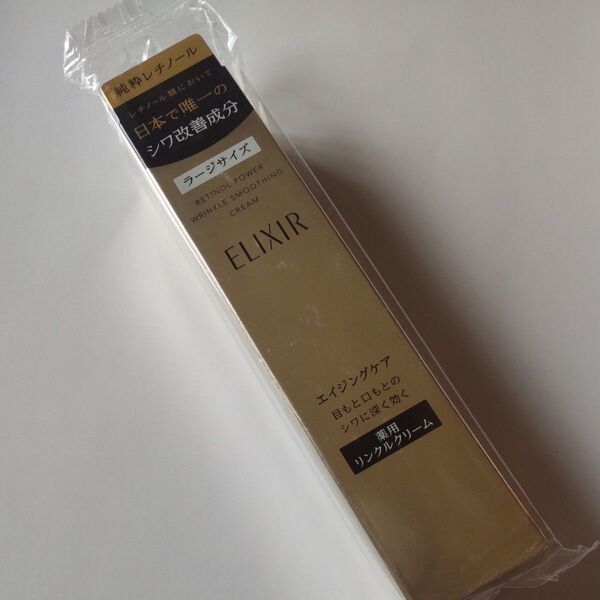 純粋レチノール
レチノール類において
日本で唯一の
シワ改善成分
ラージサイズ
RETINOL POWER
WRINKLE SMOOTHING
CREAM
ELIXIR
エイジングケア
目もと口もとの
シワに深く効く
薬用
リンクルクリーム